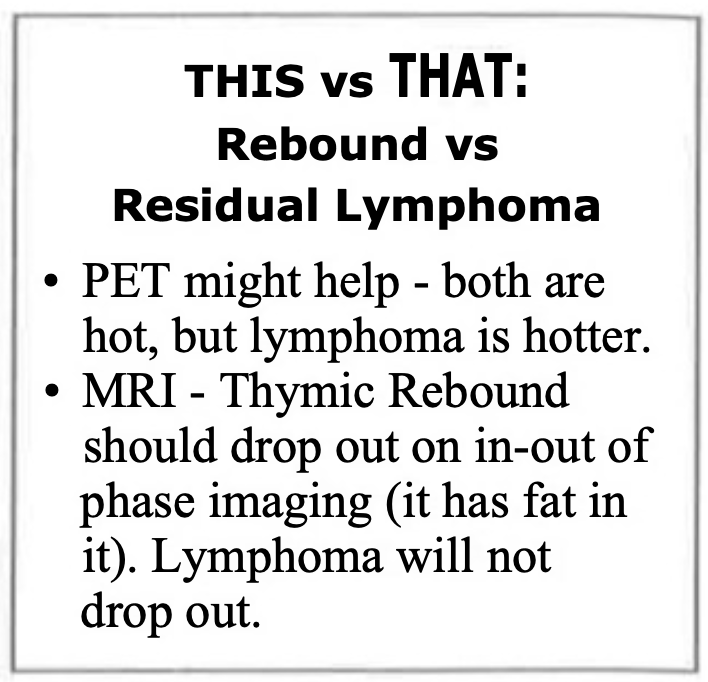 THIS vs THAT:
Rebound vs
Residual Lymphoma
• PET might help - both are
hot, but lymphoma is hotter.
• MRI - Thymic Rebound
should drop out on in-out of
phase imaging (it has fat in
it). Lymphoma will not
drop out.